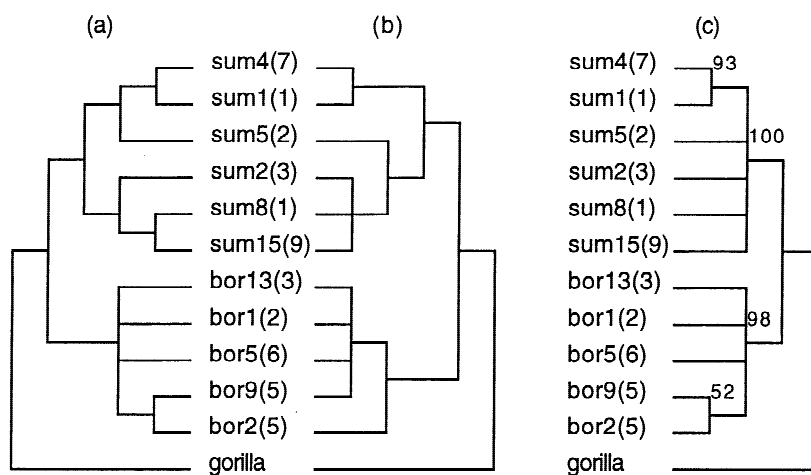 (a) (b) (c)
sum4(7) sum4(7) 93
sum1(1) sum1(1)
sum5(2) sum5(2) 100
sum2(3) sum2(3)
sum8(1) sum8(1)
sum15(9) sum15(9)
bor13(3) bor13(3)
bor1(2) bor1(2) 98
bor5(6) bor5(6)
bor9(5) bor9(5) 52
bor2(5) bor2(5)
gorilla gorilla